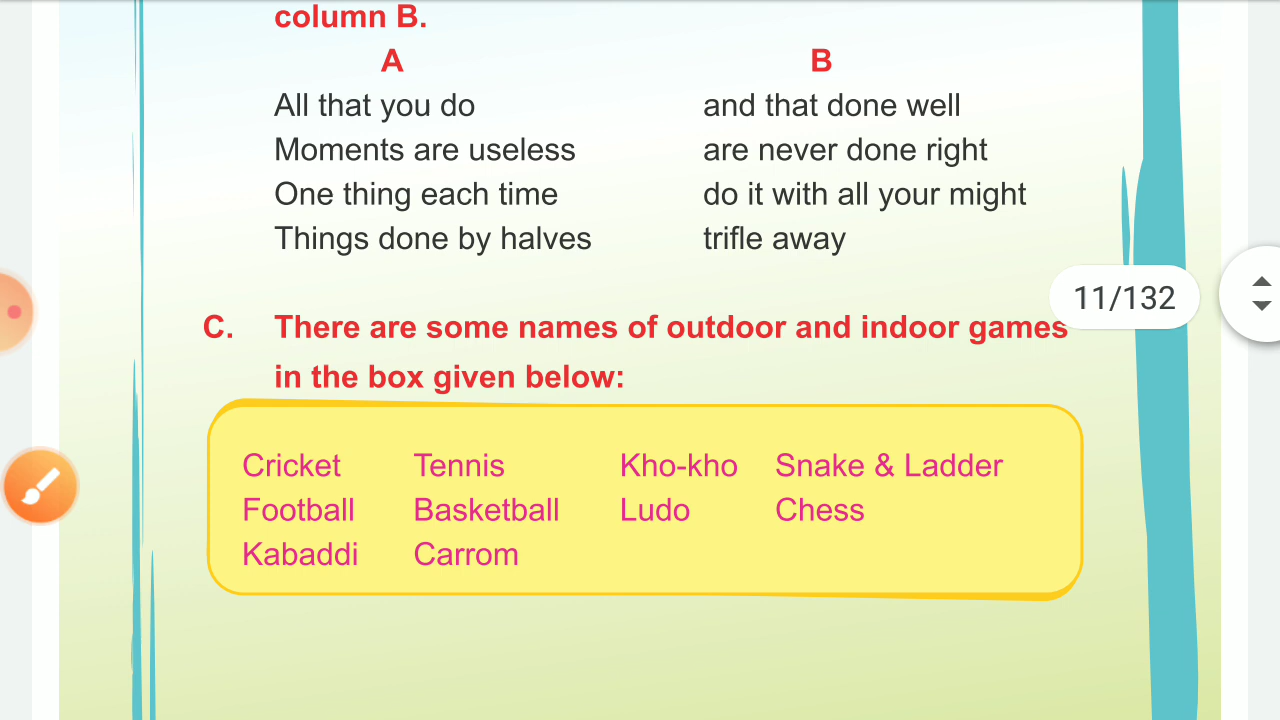 column B.
A B
All that you do and that done well
Moments are useless are never done right
One thing each time do it with all your might
Things done by halves trifle away
11/132
C. There are some names of outdoor and indoor games
in the box given below:
Cricket Tennis Kho-kho Snake & Ladder
Football Basketball Ludo Chess
Kabaddi Carrom